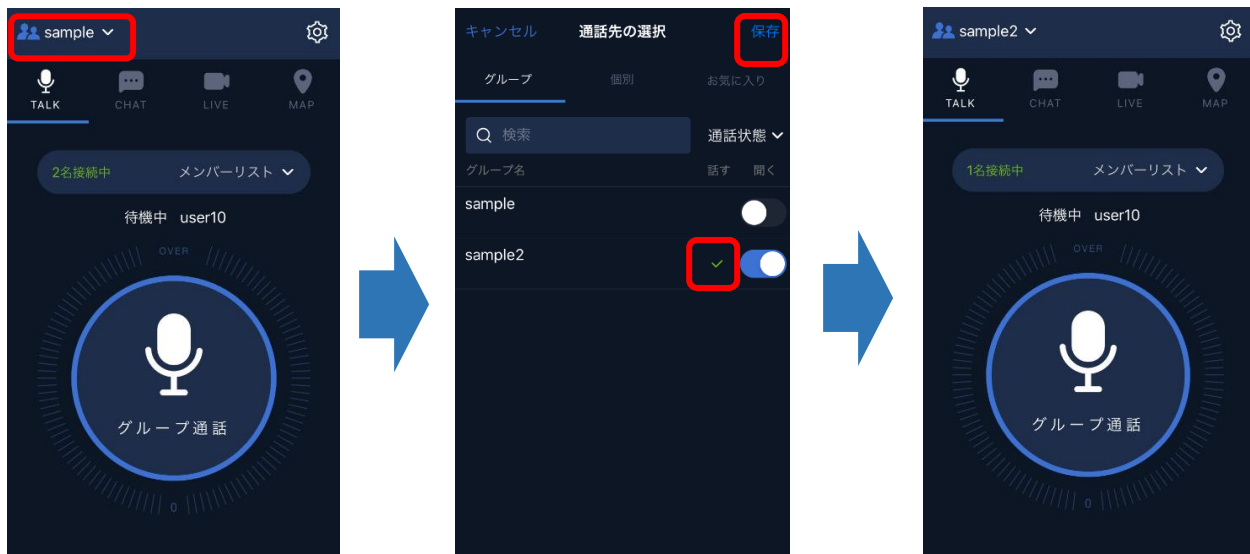 sample
TALK CHAT LIVE MAP
2名接続中 メンバーリスト
待機中 user10
OVER
グループ通話
0
キャンセル 通話先の選択 保存
グループ 個別 お気に入り
検索 通話状態
グループ名 話す 聞く
sample
sample2
sample2
TALK CHAT LIVE MAP
1名接続中 メンバーリスト
待機中 user10
OVER
グループ通話
0